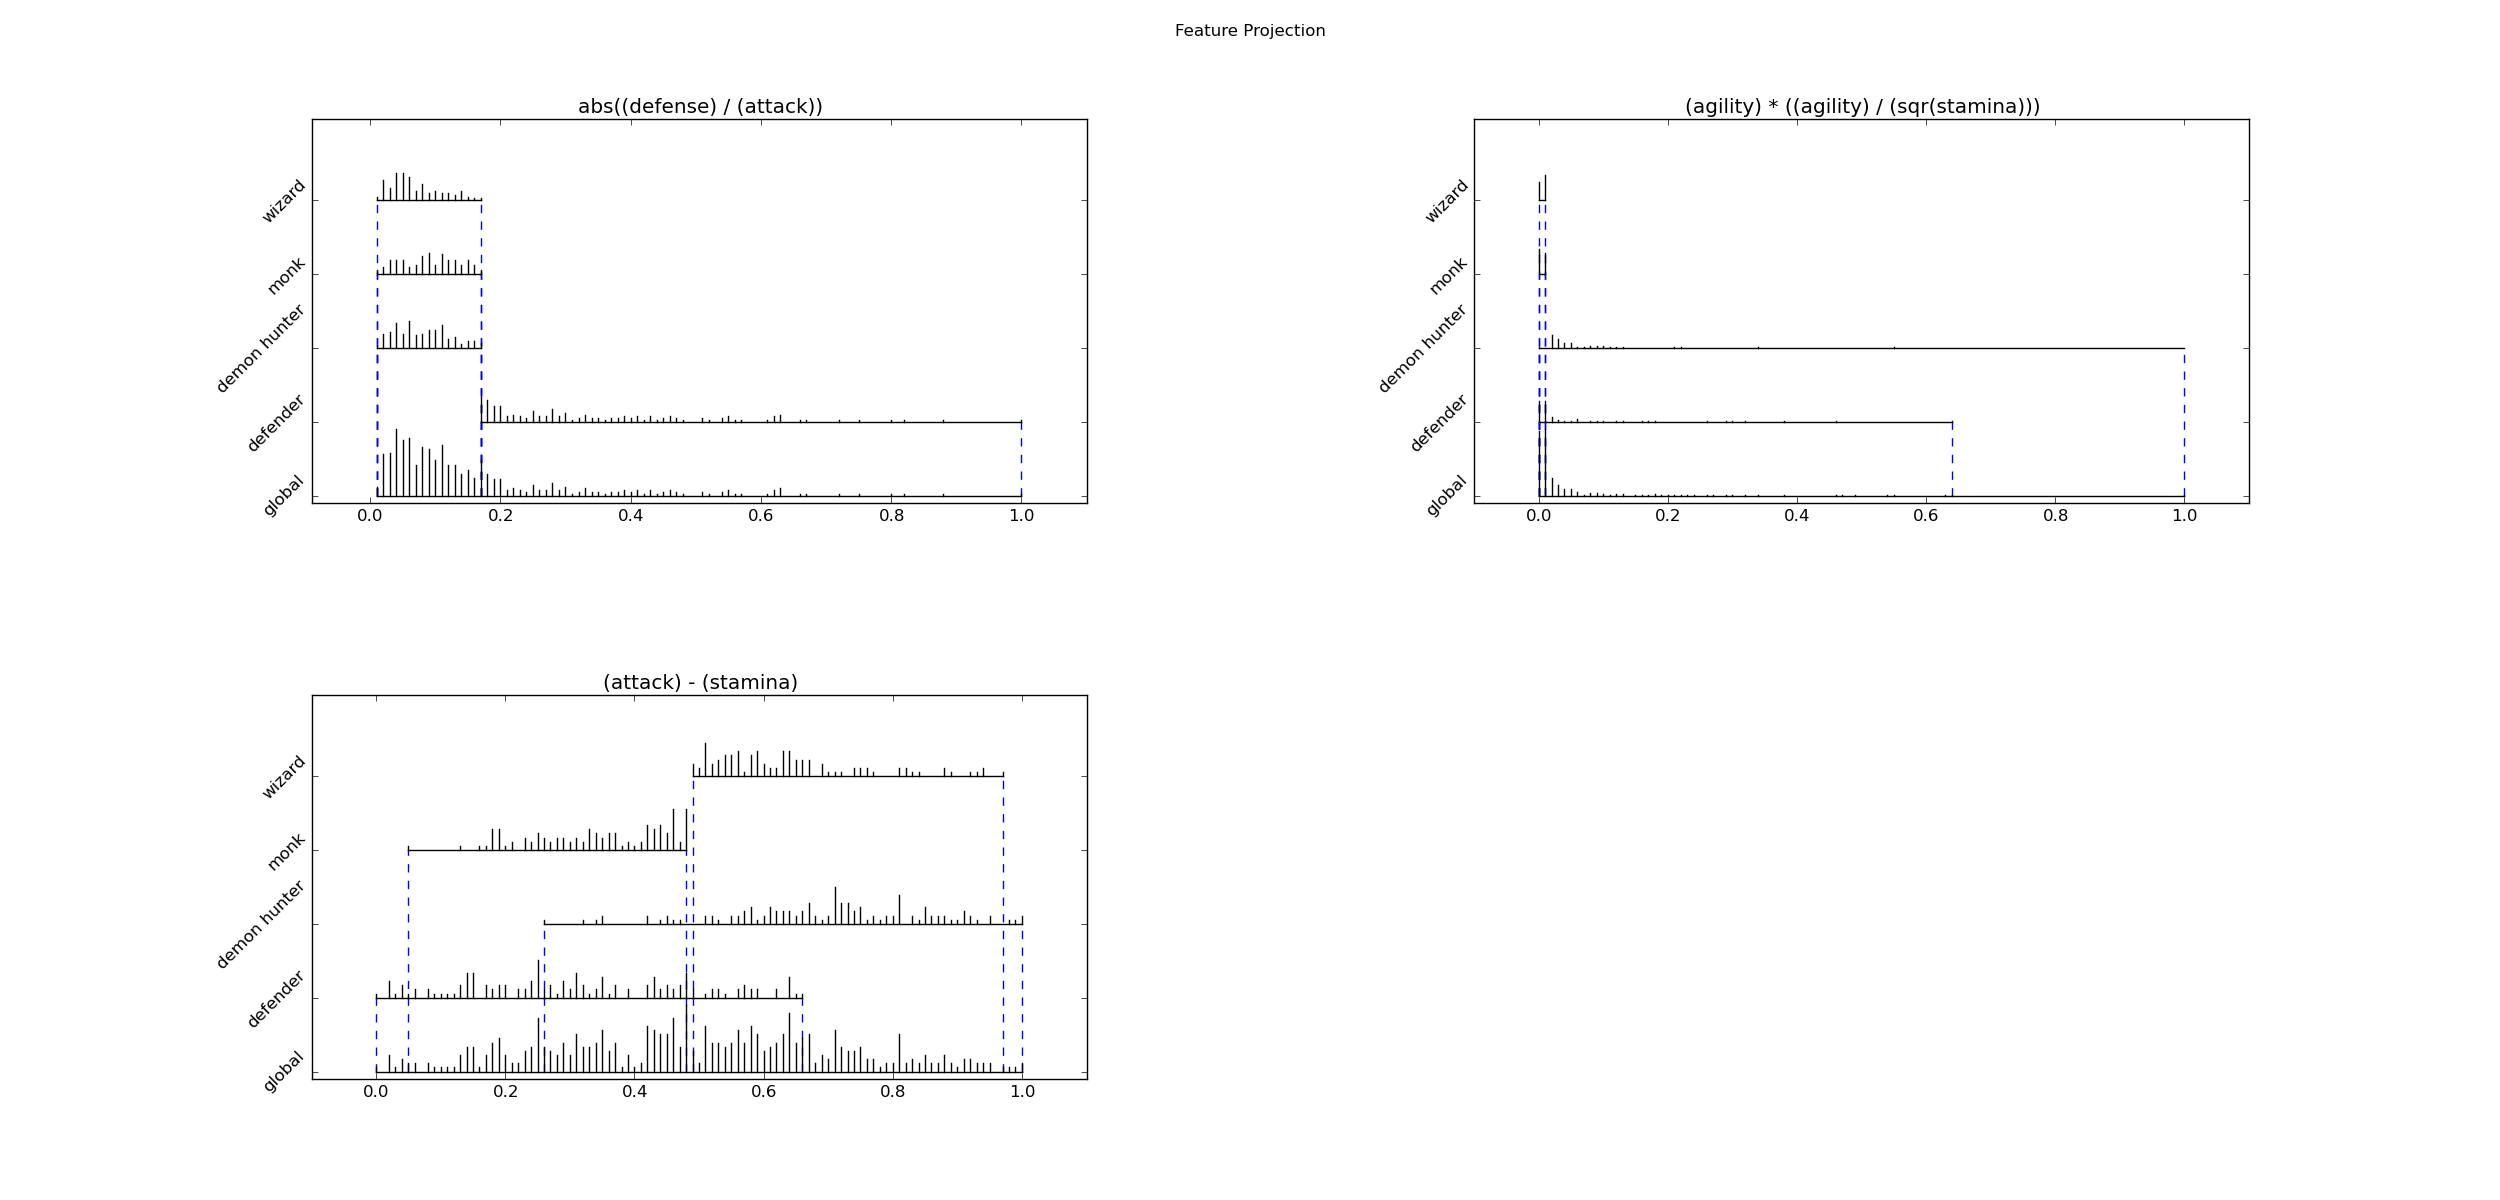 Feature Projection
abs((defense) / (attack))
wizard
monk
demon hunter
defender
global
0.0 0.2 0.4 0.6 0.8 1.0
(agility) * ((agility) / (sqr(stamina)))
wizard
monk
demon hunter
defender
global
0.0 0.2 0.4 0.6 0.8 1.0
(attack) - (stamina)
wizard
monk
demon hunter
defender
global
0.0 0.2 0.4 0.6 0.8 1.0